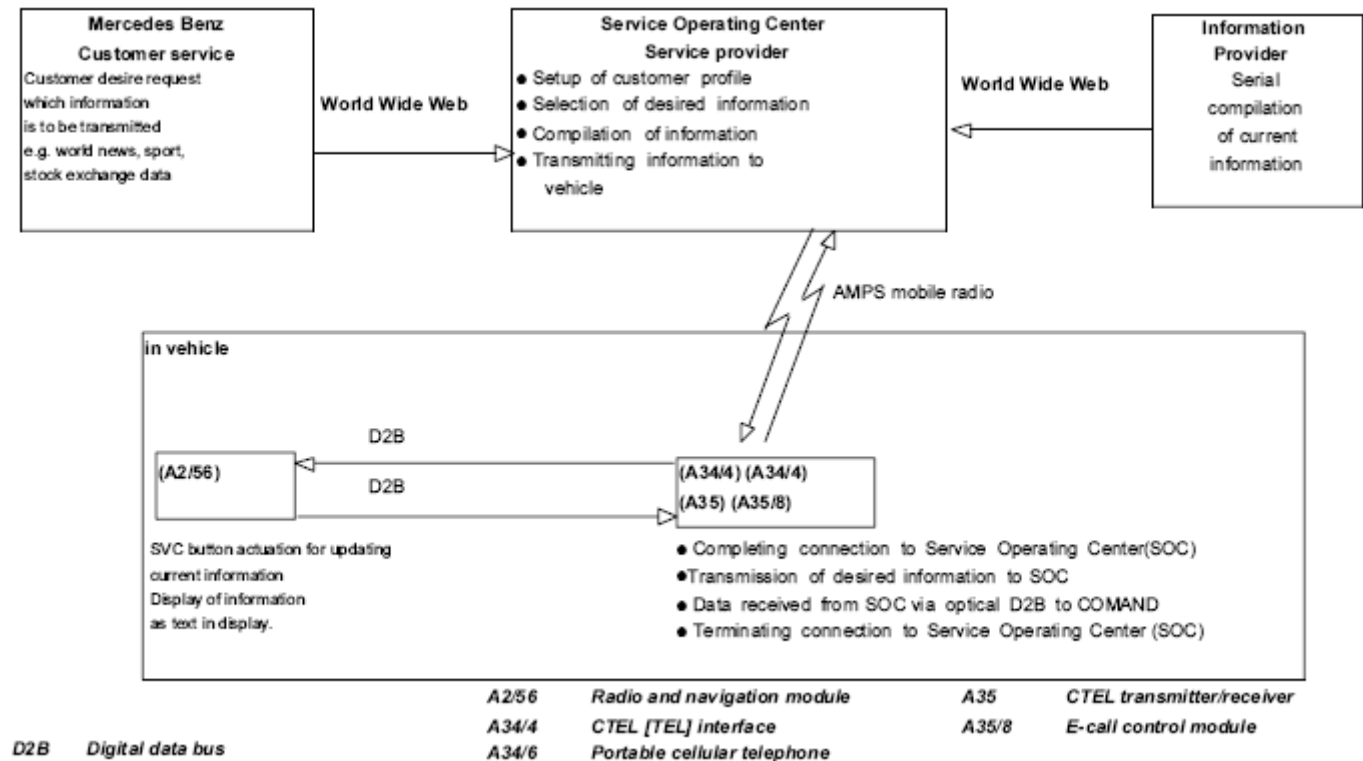 Mercedes Benz
Customer service
Customer desire request
which information
is to be transmitted
e.g. world news, sport,
stock exchange data
World Wide Web
Service Operating Center
Service provider
● Setup of customer profile
● Selection of desired information
● Compilation of information
● Transmitting information to
vehicle
World Wide Web
Information
Provider
Serial
compilation
of current
information
AMPS mobile radio
in vehicle
D2B
(A2/56)
D2B
(A34/4) (A34/4)
(A35) (A35/8)
SVC button actuation for updating
current information
Display of information
as text in display.
● Completing connection to Service Operating Center(SOC)
●Transmission of desired information to SOC
● Data received from SOC via optical D2B to COMAND
● Terminating connection to Service Operating Center (SOC)
A2/56 Radio and navigation module A35 CTEL transmitter/receiver
A34/4 CTEL [TEL] interface A35/8 E-call control module
D2B Digital data bus A34/6 Portable cellular telephone